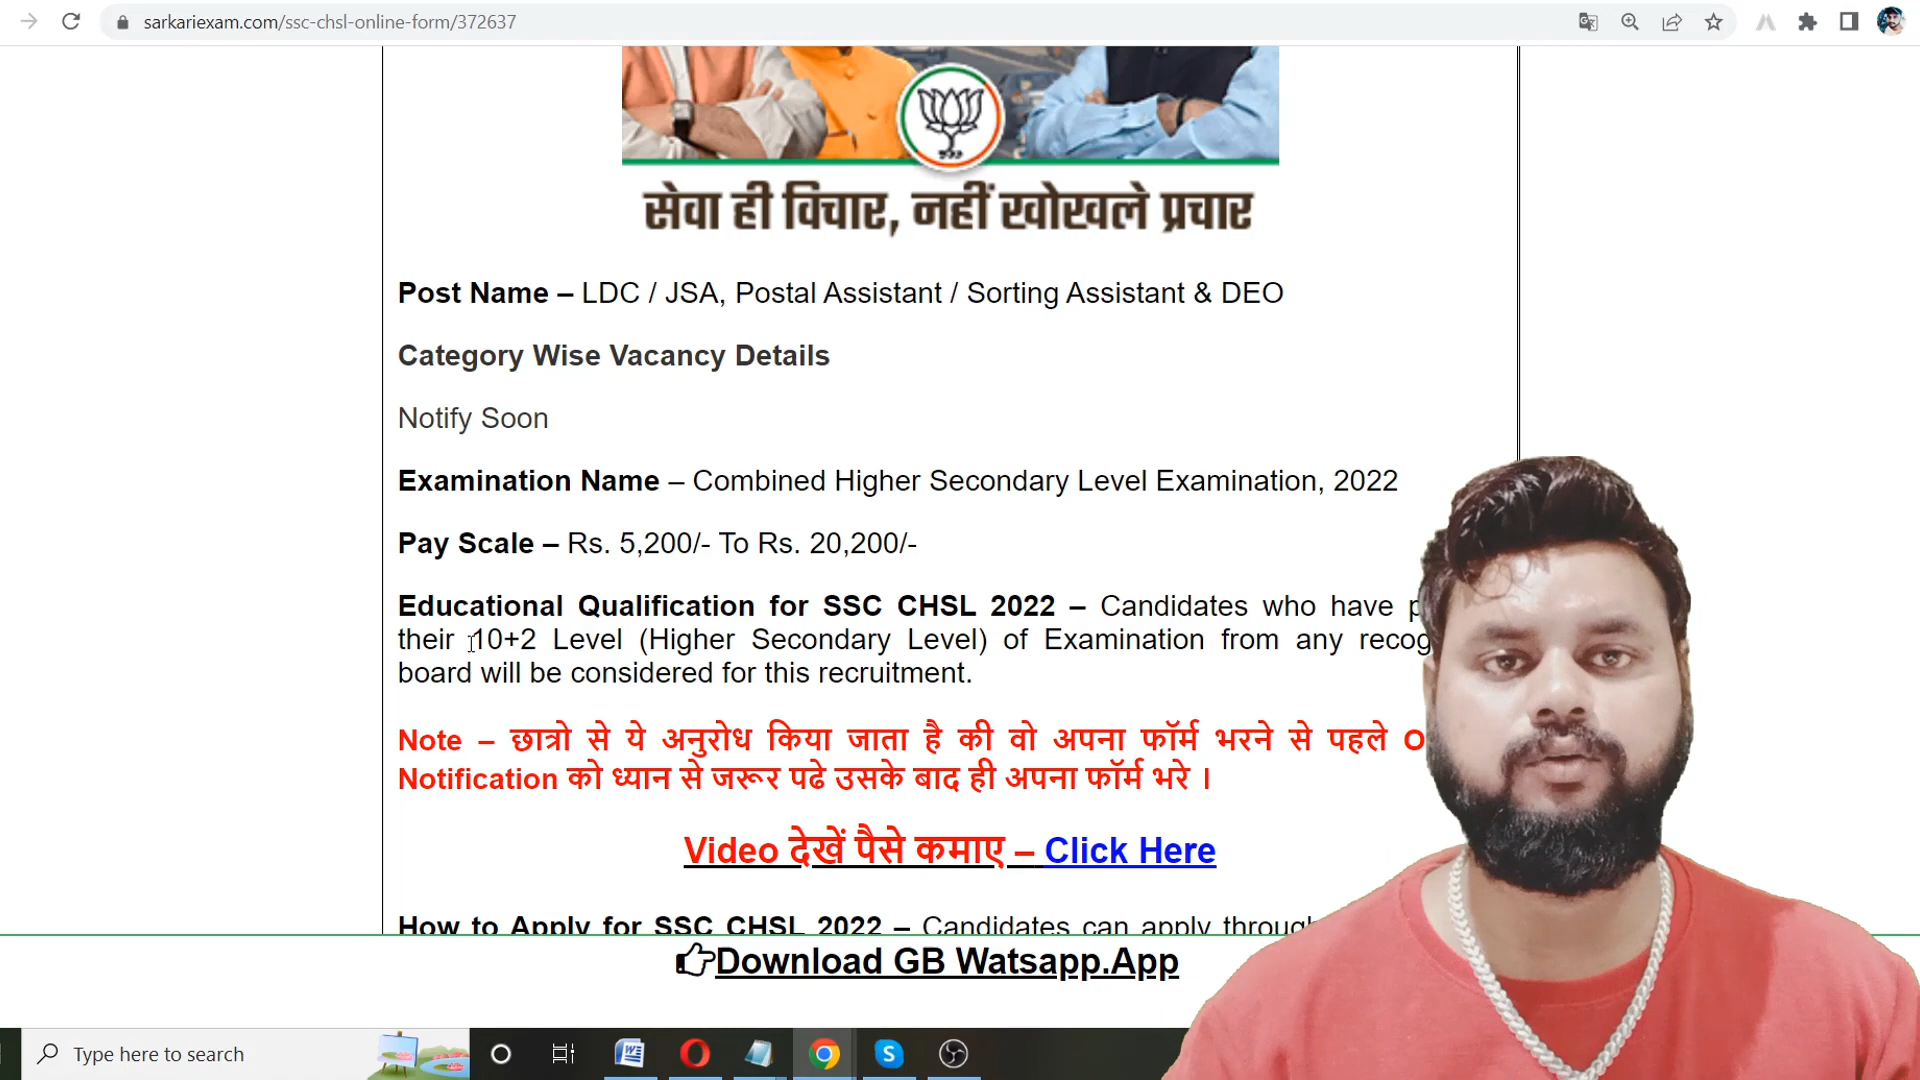 sarkariexam.com/ssc-chsl-online-form/372637
सेवा ही विचार, नहीं खोखले प्रचार
Post Name – LDC / JSA, Postal Assistant / Sorting Assistant & DEO
Category Wise Vacancy Details
Notify Soon
Examination Name – Combined Higher Secondary Level Examination, 2022
Pay Scale – Rs. 5,200/- To Rs. 20,200/-
Educational Qualification for SSC CHSL 2022 – Candidates who have
their 10+2 Level (Higher Secondary Level) of Examination from any
board will be considered for this recruitment.
Note – छात्रो से ये अनुरोध किया जाता है की वो अपना फॉर्म भरने से पहले
Notification को ध्यान से जरूर पढे उसके बाद ही अपना फॉर्म भरे ।
Video देखें पैसे कमाए – Click Here
How to Apply for SSC CHSL 2022 – Candidates can apply
Download GB Watsapp.App
Type here to search